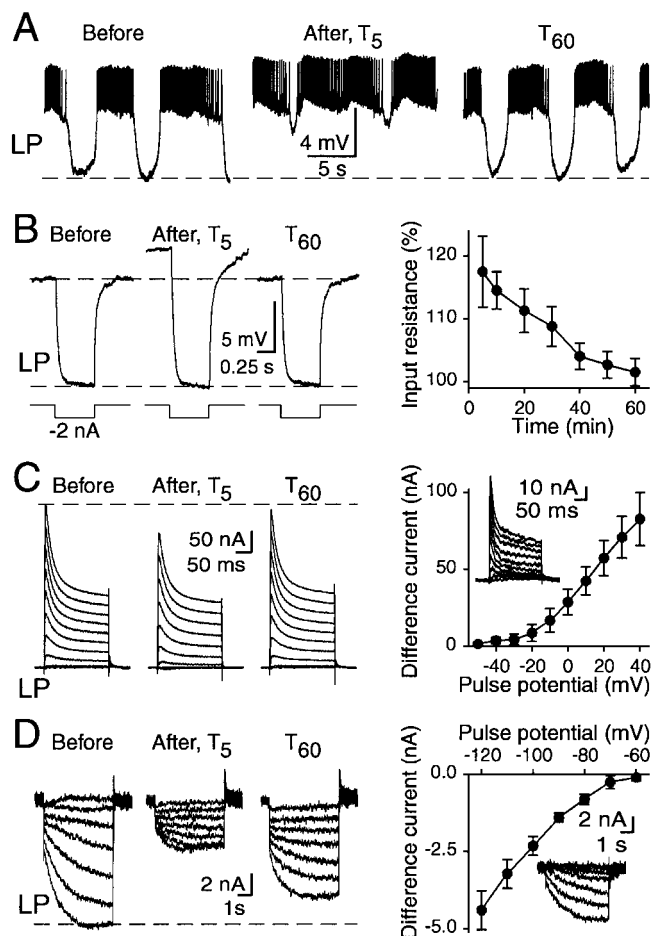 A
Before
After, T5
T60
LP
4 mV
5 s
B
Before
After, T5
T60
5 mV
0.25 s
LP
-2 nA
Input resistance (%)
120
110
100
0 20 40 60
Time (min)
C
Before
After, T5
T60
50 nA
50 ms
LP
Difference current (nA)
100
50
0
10 nA
50 ms
-40 -20 0 20 40
Pulse potential (mV)
D
Before
After, T5
T60
2 nA
1s
LP
Pulse potential (mV)
-120 -100 -80 -60
Difference current (nA)
0.0
-2.5
-5.0
2 nA
1 s